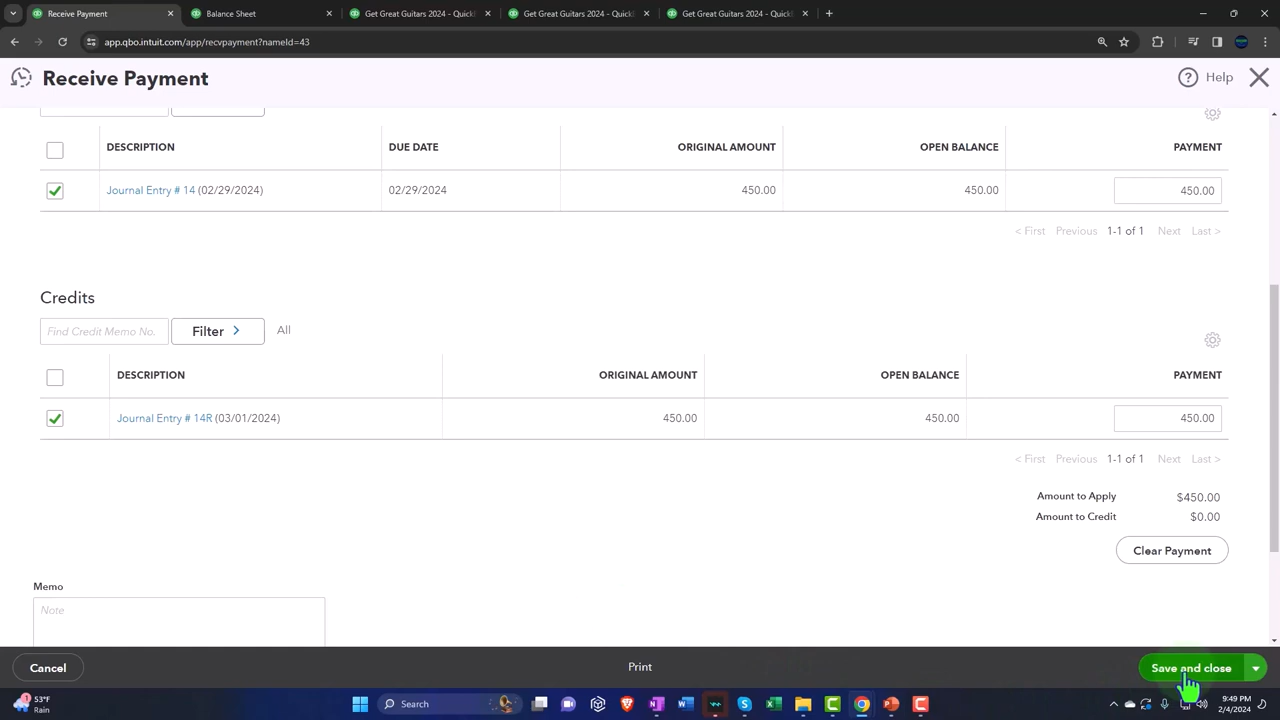 Receive Payment
Balance Sheet
Get Great Guitars 2024 - Quickb
Get Great Guitars 2024 - Quickb
Get Great Guitars 2024 - Quickb
app.qbo.intuit.com/app/recvpayment?nameId=43
Receive Payment
Help
DESCRIPTION DUE DATE ORIGINAL AMOUNT OPEN BALANCE PAYMENT
Journal Entry # 14 (02/29/2024) 02/29/2024 450.00 450.00 450.00
< First Previous 1-1 of 1 Next Last >
Credits
Find Credit Memo No. Filter > All
DESCRIPTION ORIGINAL AMOUNT OPEN BALANCE PAYMENT
Journal Entry # 14R (03/01/2024) 450.00 450.00 450.00
< First Previous 1-1 of 1 Next Last >
Amount to Apply $450.00
Amount to Credit $0.00
Clear Payment
Memo
Note
Cancel Print Save and close
1 53°F
Rain
Search
9:49 PM
2/4/2024